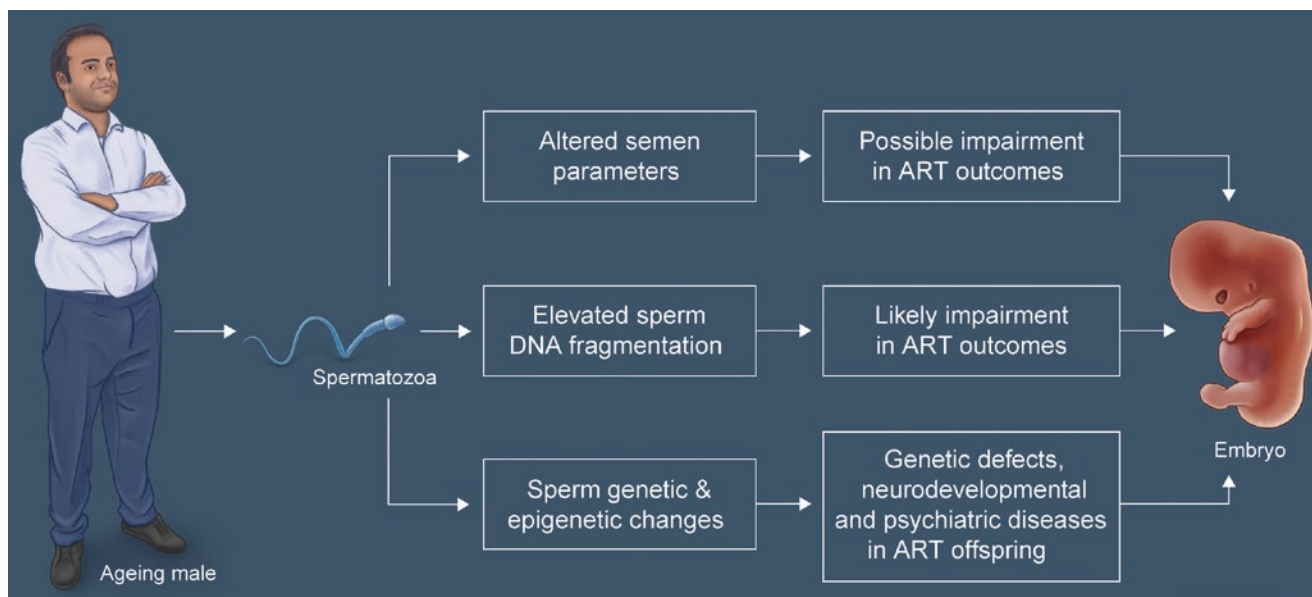 Altered semen
parameters
Possible impairment
in ART outcomes
Elevated sperm
DNA fragmentation
Likely impairment
in ART outcomes
Spermatozoa
Embryo
Sperm genetic &
epigenetic changes
Genetic defects,
neurodevelopmental
and psychiatric diseases
in ART offspring
Ageing male